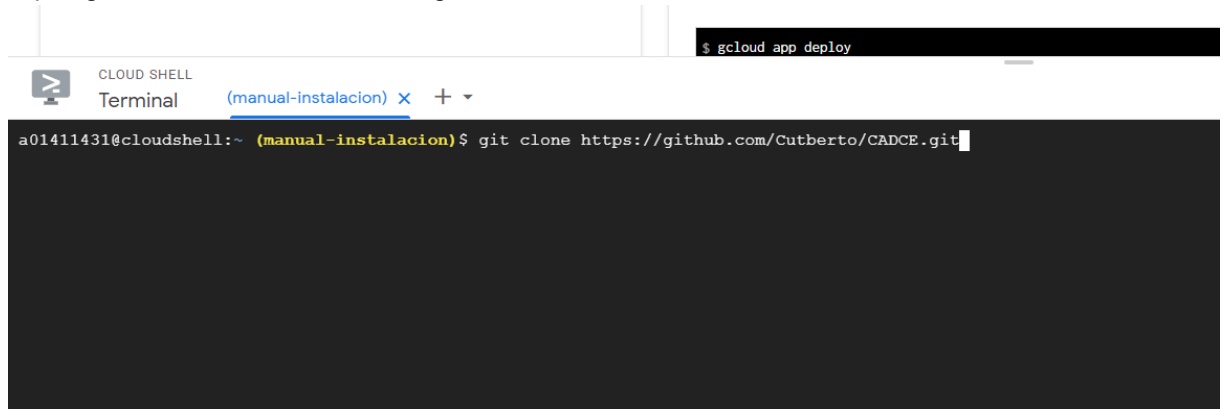 $ gcloud app deploy
CLOUD SHELL
Terminal
(manual-instalacion)
a01411431@cloudshell:~ (manual-instalacion)$ git clone https://github.com/Cutberto/CADCE.git